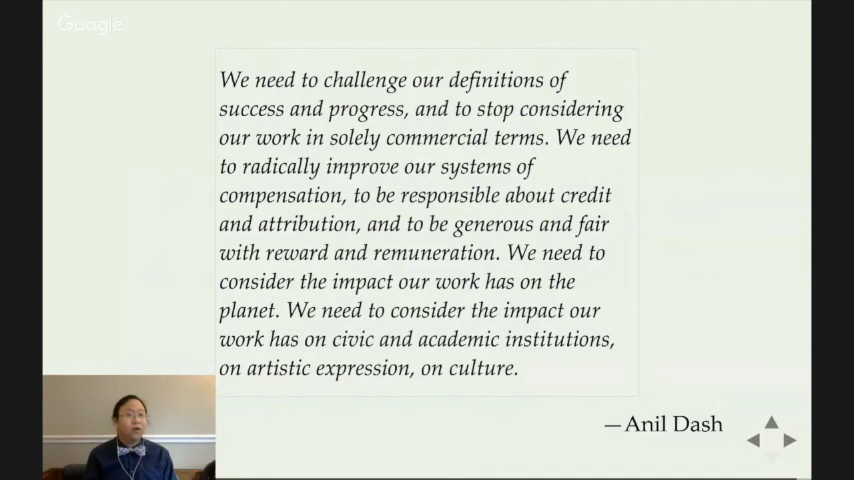 Google
We need to challenge our definitions of
success and progress, and to stop considering
our work in solely commercial terms. We need
to radically improve our systems of
compensation, to be responsible about credit
and attribution, and to be generous and fair
with reward and remuneration. We need to
consider the impact our work has on the
planet. We need to consider the impact our
work has on civic and academic institutions,
on artistic expression, on culture.
—Anil Dash